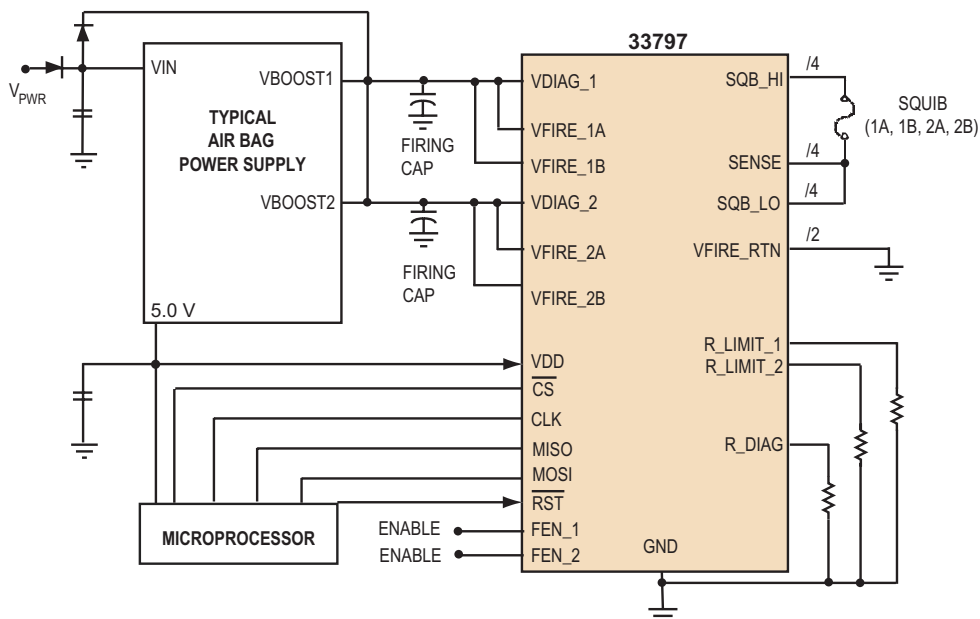 33797
VPWR
VIN
VBOOST1
TYPICAL
AIR BAG
POWER SUPPLY
VBOOST2
5.0 V
FIRING
CAP
FIRING
CAP
VDIAG_1
VFIRE_1A
VFIRE_1B
VDIAG_2
VFIRE_2A
VFIRE_2B
VDD
CS
CLK
MISO
MOSI
RST
FEN_1
FEN_2
GND
SQB_HI
SENSE
SQB_LO
VFIRE_RTN
R_LIMIT_1
R_LIMIT_2
R_DIAG
/4
/4
/4
/2
SQUIB
(1A, 1B, 2A, 2B)
MICROPROCESSOR
ENABLE
ENABLE